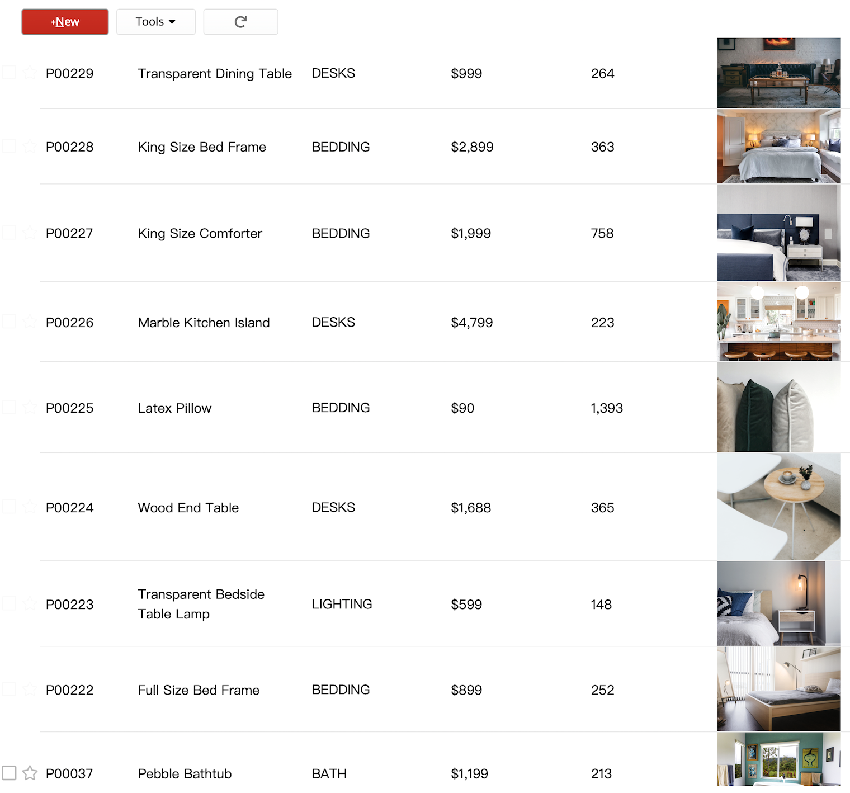 +New Tools
P00229 Transparent Dining Table DESKS $999 264
P00228 King Size Bed Frame BEDDING $2,899 363
P00227 King Size Comforter BEDDING $1,999 758
P00226 Marble Kitchen Island DESKS $4,799 223
P00225 Latex Pillow BEDDING $90 1,393
P00224 Wood End Table DESKS $1,688 365
P00223 Transparent Bedside Table Lamp LIGHTING $599 148
P00222 Full Size Bed Frame BEDDING $899 252
P00037 Pebble Bathtub BATH $1,199 213